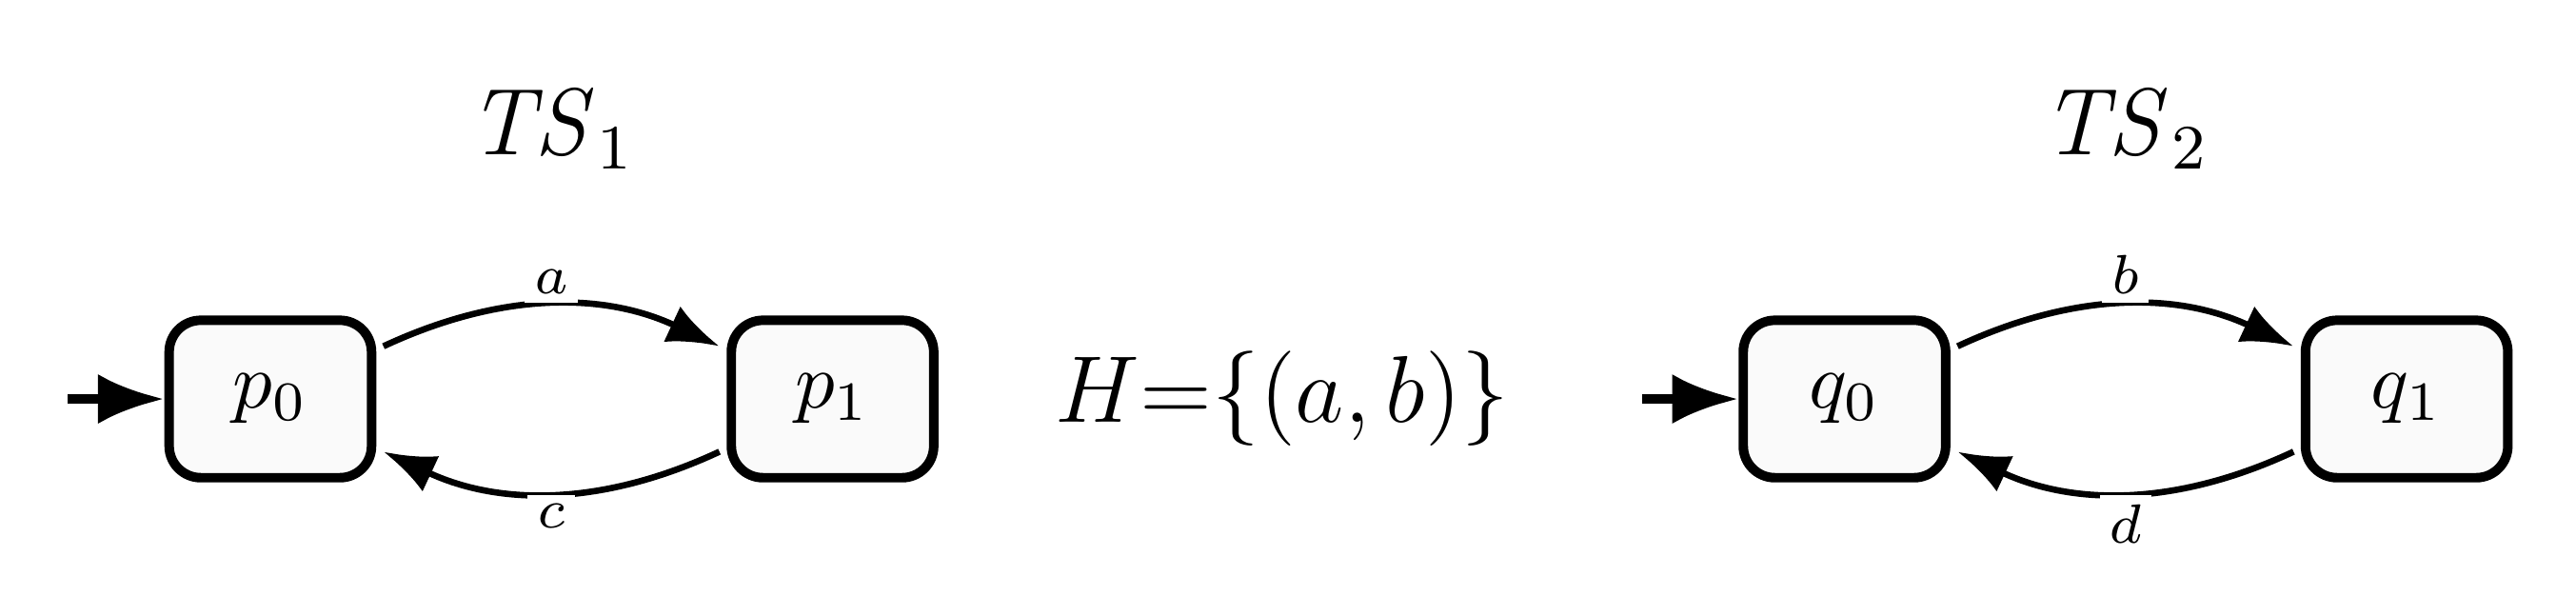 TS₁
TS₂
a
b
p₀
p₁
H={(a, b)}
q₀
q₁
c
d